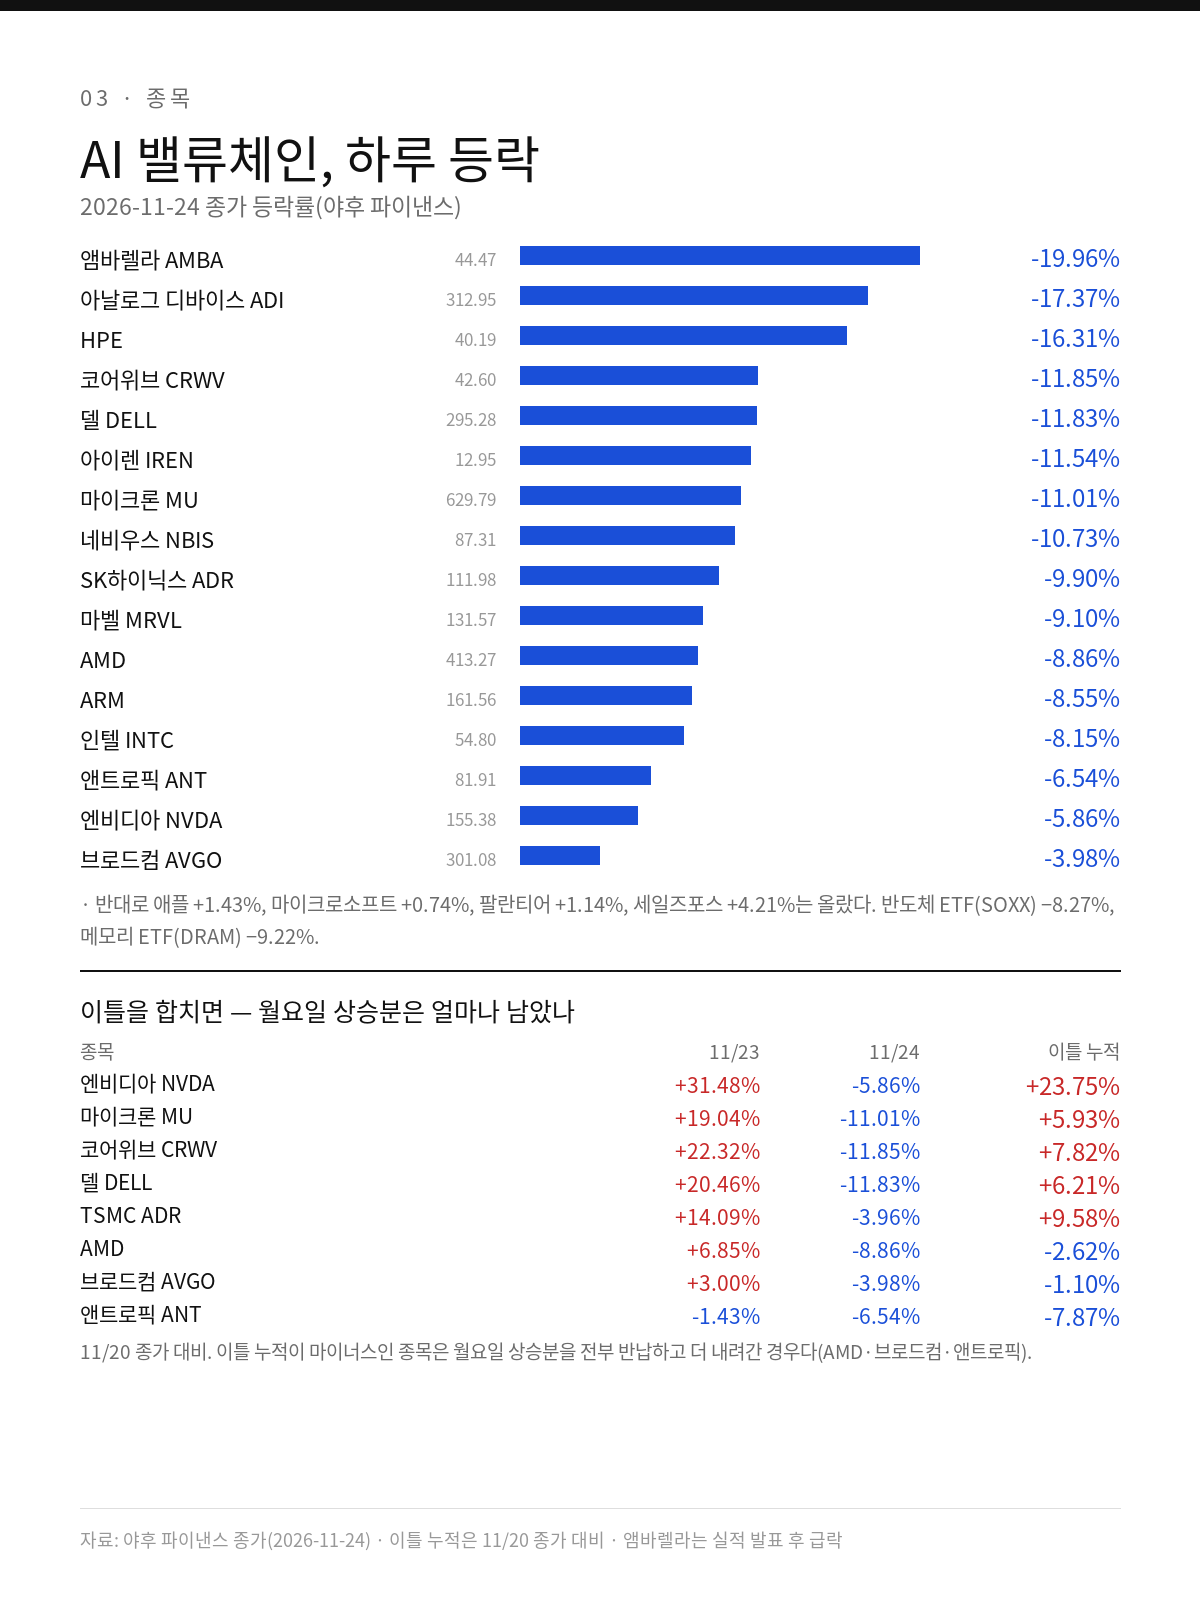 03 · 종목
AI 밸류체인, 하루 등락
2026-11-24 종가 등락률(야후 파이낸스)
앰바렐라 AMBA 44.47 -19.96%
아날로그 디바이스 ADI 312.95 -17.37%
HPE 40.19 -16.31%
코어위브 CRWV 42.60 -11.85%
델 DELL 295.28 -11.83%
아이렌 IREN 12.95 -11.54%
마이크론 MU 629.79 -11.01%
네비우스 NBIS 87.31 -10.73%
SK하이닉스 ADR 111.98 -9.90%
마벨 MRVL 131.57 -9.10%
AMD 413.27 -8.86%
ARM 161.56 -8.55%
인텔 INTC 54.80 -8.15%
앤트로픽 ANT 81.91 -6.54%
엔비디아 NVDA 155.38 -5.86%
브로드컴 AVGO 301.08 -3.98%
· 반대로 애플 +1.43%, 마이크로소프트 +0.74%, 팔란티어 +1.14%, 세일즈포스 +4.21%는 올랐다. 반도체 ETF(SOXX) −8.27%,
메모리 ETF(DRAM) −9.22%.
이틀을 합치면 — 월요일 상승분은 얼마나 남았나
종목 11/23 11/24 이틀 누적
엔비디아 NVDA +31.48% -5.86% +23.75%
마이크론 MU +19.04% -11.01% +5.93%
코어위브 CRWV +22.32% -11.85% +7.82%
델 DELL +20.46% -11.83% +6.21%
TSMC ADR +14.09% -3.96% +9.58%
AMD +6.85% -8.86% -2.62%
브로드컴 AVGO +3.00% -3.98% -1.10%
앤트로픽 ANT -1.43% -6.54% -7.87%
11/20 종가 대비. 이틀 누적이 마이너스인 종목은 월요일 상승분을 전부 반납하고 더 내려간 경우다(AMD·브로드컴·앤트로픽).
자료: 야후 파이낸스 종가(2026-11-24) · 이틀 누적은 11/20 종가 대비 · 앰바렐라는 실적 발표 후 급락